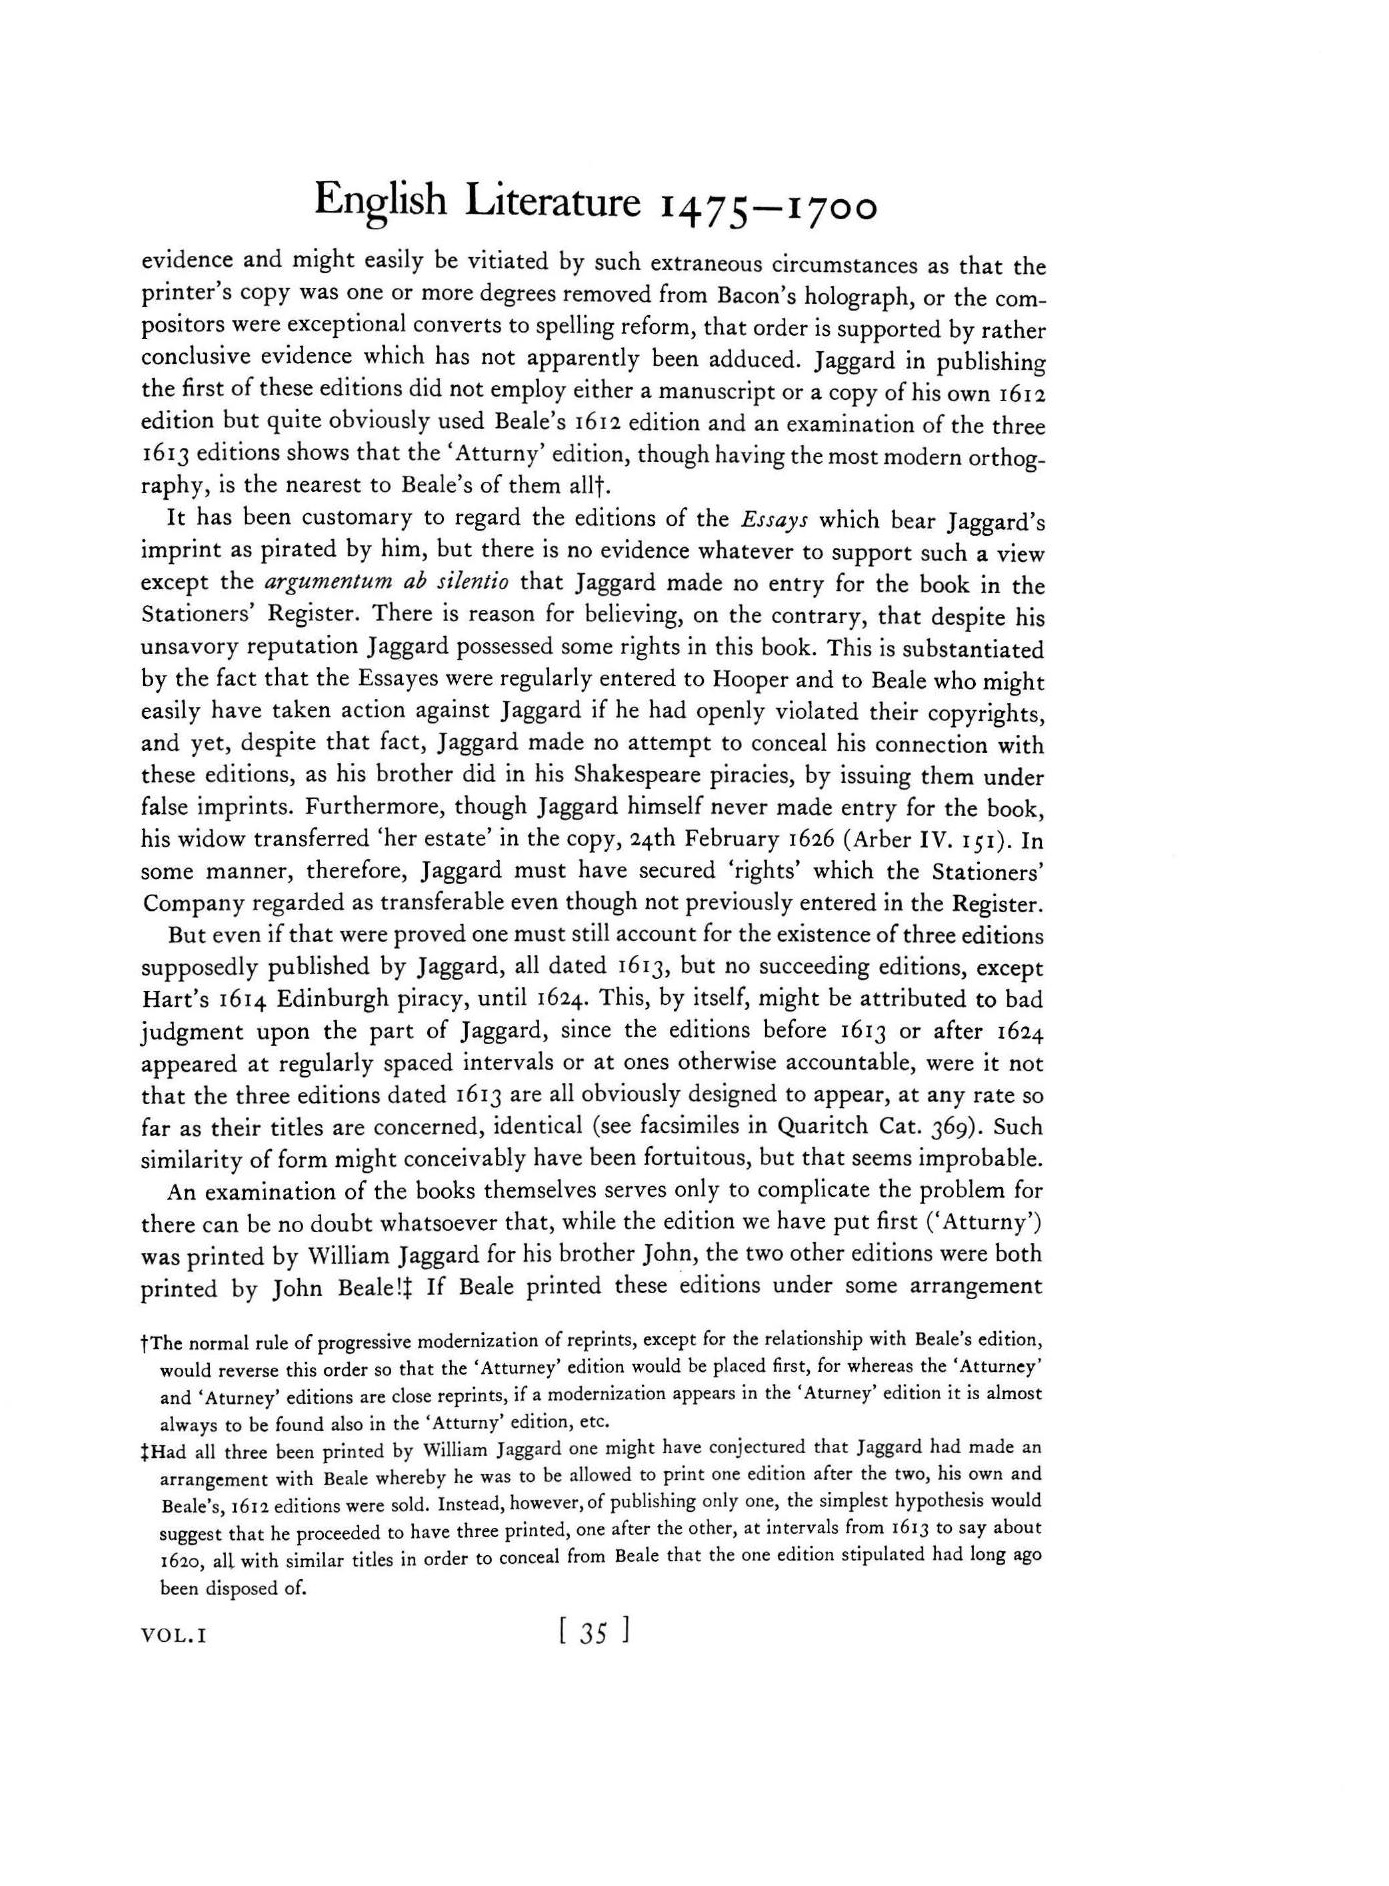 English Literature 1475—1700
evidence and might easily be vitiated by such extraneous circumstances as that the
printer's copy was one or more degrees removed from Bacon's holograph, or the com-
positors were exceptional converts to spelling reform, that order is supported by rather
conclusive evidence which has not apparently been adduced. Jaggard in publishing
the first of these editions did not employ either a manuscript or a copy of his own 1612
edition but quite obviously used Beale's 1612 edition and an examination of the three
1613 editions shows that the ‘Atturny’ edition, though having the most modern orthog-
raphy, is the nearest to Beale's of them all†.
It has been customary to regard the editions of the Essays which bear Jaggard's
imprint as pirated by him, but there is no evidence whatever to support such a view
except the argumentum ab silentio that Jaggard made no entry for the book in the
Stationers' Register. There is reason for believing, on the contrary, that despite his
unsavory reputation Jaggard possessed some rights in this book. This is substantiated
by the fact that the Essayes were regularly entered to Hooper and to Beale who might
easily have taken action against Jaggard if he had openly violated their copyrights,
and yet, despite that fact, Jaggard made no attempt to conceal his connection with
these editions, as his brother did in his Shakespeare piracies, by issuing them under
false imprints. Furthermore, though Jaggard himself never made entry for the book,
his widow transferred ‘her estate’ in the copy, 24th February 1626 (Arber IV. 151). In
some manner, therefore, Jaggard must have secured ‘rights’ which the Stationers'
Company regarded as transferable even though not previously entered in the Register.
But even if that were proved one must still account for the existence of three editions
supposedly published by Jaggard, all dated 1613, but no succeeding editions, except
Hart's 1614 Edinburgh piracy, until 1624. This, by itself, might be attributed to bad
judgment upon the part of Jaggard, since the editions before 1613 or after 1624
appeared at regularly spaced intervals or at ones otherwise accountable, were it not
that the three editions dated 1613 are all obviously designed to appear, at any rate so
far as their titles are concerned, identical (see facsimiles in Quaritch Cat. 369). Such
similarity of form might conceivably have been fortuitous, but that seems improbable.
An examination of the books themselves serves only to complicate the problem for
there can be no doubt whatsoever that, while the edition we have put first (‘Atturny’)
was printed by William Jaggard for his brother John, the two other editions were both
printed by John Beale!‡ If Beale printed these editions under some arrangement
†The normal rule of progressive modernization of reprints, except for the relationship with Beale's edition,
would reverse this order so that the ‘Atturney’ edition would be placed first, for whereas the ‘Atturney’
and ‘Aturney’ editions are close reprints, if a modernization appears in the ‘Aturney’ edition it is almost
always to be found also in the ‘Atturny’ edition, etc.
‡Had all three been printed by William Jaggard one might have conjectured that Jaggard had made an
arrangement with Beale whereby he was to be allowed to print one edition after the two, his own and
Beale's, 1612 editions were sold. Instead, however, of publishing only one, the simplest hypothesis would
suggest that he proceeded to have three printed, one after the other, at intervals from 1613 to say about
1620, all with similar titles in order to conceal from Beale that the one edition stipulated had long ago
been disposed of.
VOL.I [ 35 ]